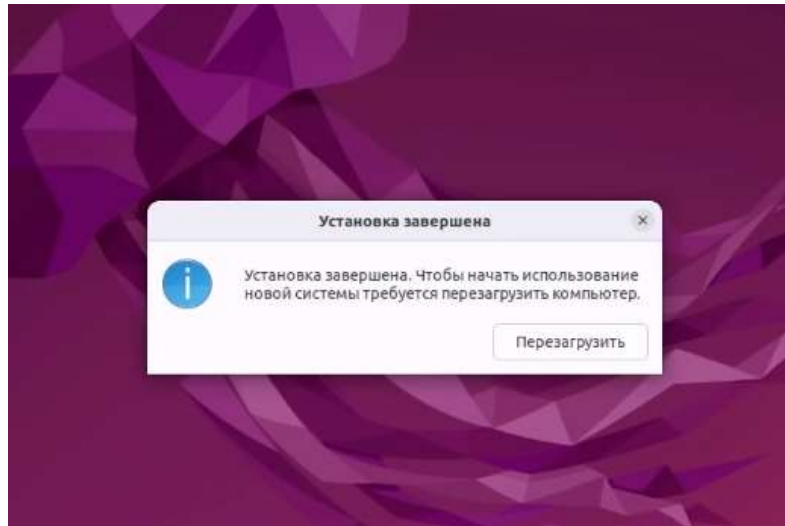 Установка завершена
Установка завершена. Чтобы начать использование
новой системы требуется перезагрузить компьютер.
Перезагрузить